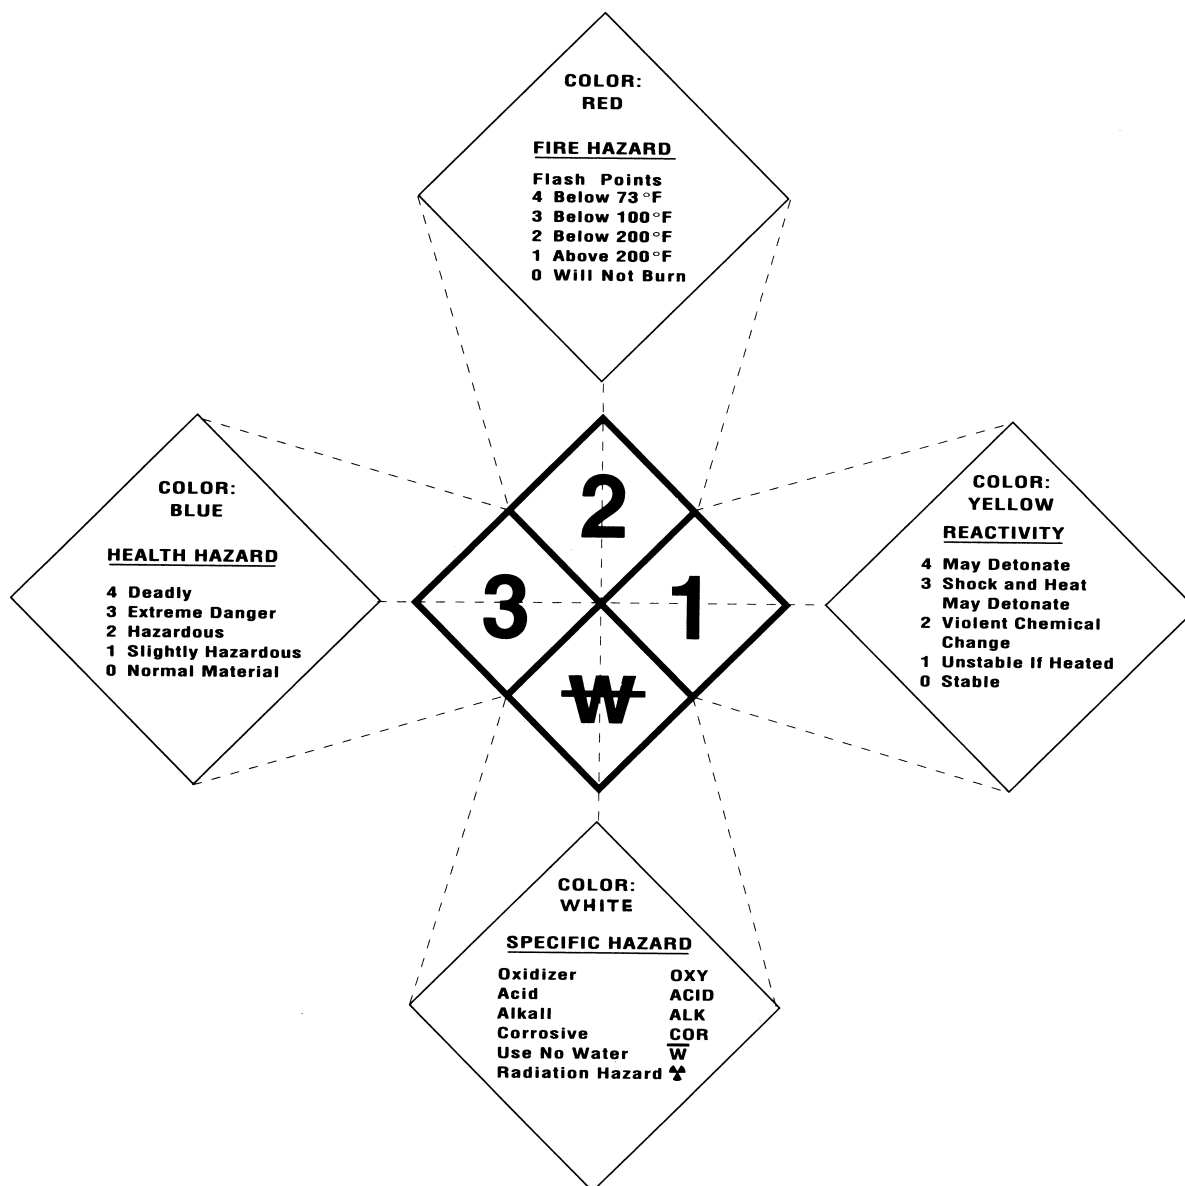 COLOR:
RED
FIRE HAZARD
Flash Points
4 Below 73°F
3 Below 100°F
2 Below 200°F
1 Above 200°F
0 Will Not Burn
COLOR:
BLUE
HEALTH HAZARD
4 Deadly
3 Extreme Danger
2 Hazardous
1 Slightly Hazardous
0 Normal Material
2
3
1
W
COLOR:
YELLOW
REACTIVITY
4 May Detonate
3 Shock and Heat
May Detonate
2 Violent Chemical
Change
1 Unstable If Heated
0 Stable
COLOR:
WHITE
SPECIFIC HAZARD
Oxidizer OXY
Acid ACID
Alkali ALK
Corrosive COR
Use No Water W
Radiation Hazard ☢